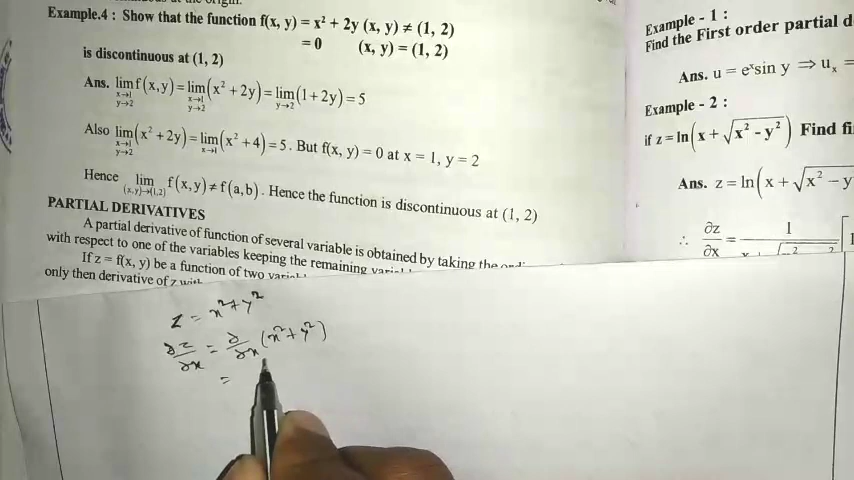 Example.4 : Show that the function f(x, y) = x² + 2y (x, y) ≠ (1, 2)
= 0 (x, y) = (1, 2)
is discontinuous at (1, 2)
Ans. lim x→1 y→2 f(x,y) = lim x→1 y→2 (x² + 2y) = lim y→2 (1 + 2y) = 5
Also lim x→1 y→2 (x² + 2y) = lim x→1 (x² + 4) = 5. But f(x, y) = 0 at x = 1, y = 2
Hence lim (x,y)→(1,2) f(x,y) ≠ f(a,b). Hence the function is discontinuous at (1, 2)
PARTIAL DERIVATIVES
A partial derivative of function of several variable is obtained by taking the
with respect to one of the variables keeping the remaining
If z = f(x, y) be a function of two
only then derivative of z
z = x² + y²
∂z/∂x = ∂/∂x (x² + y²)
=
Example - 1 :
Find the First order partial d
Ans. u = eˣ sin y ⇒ uₓ =
Example - 2 :
if z = ln(x + √(x² - y²)) Find fi
Ans. z = ln(x + √(x² - y
∴ ∂z/∂x = 1